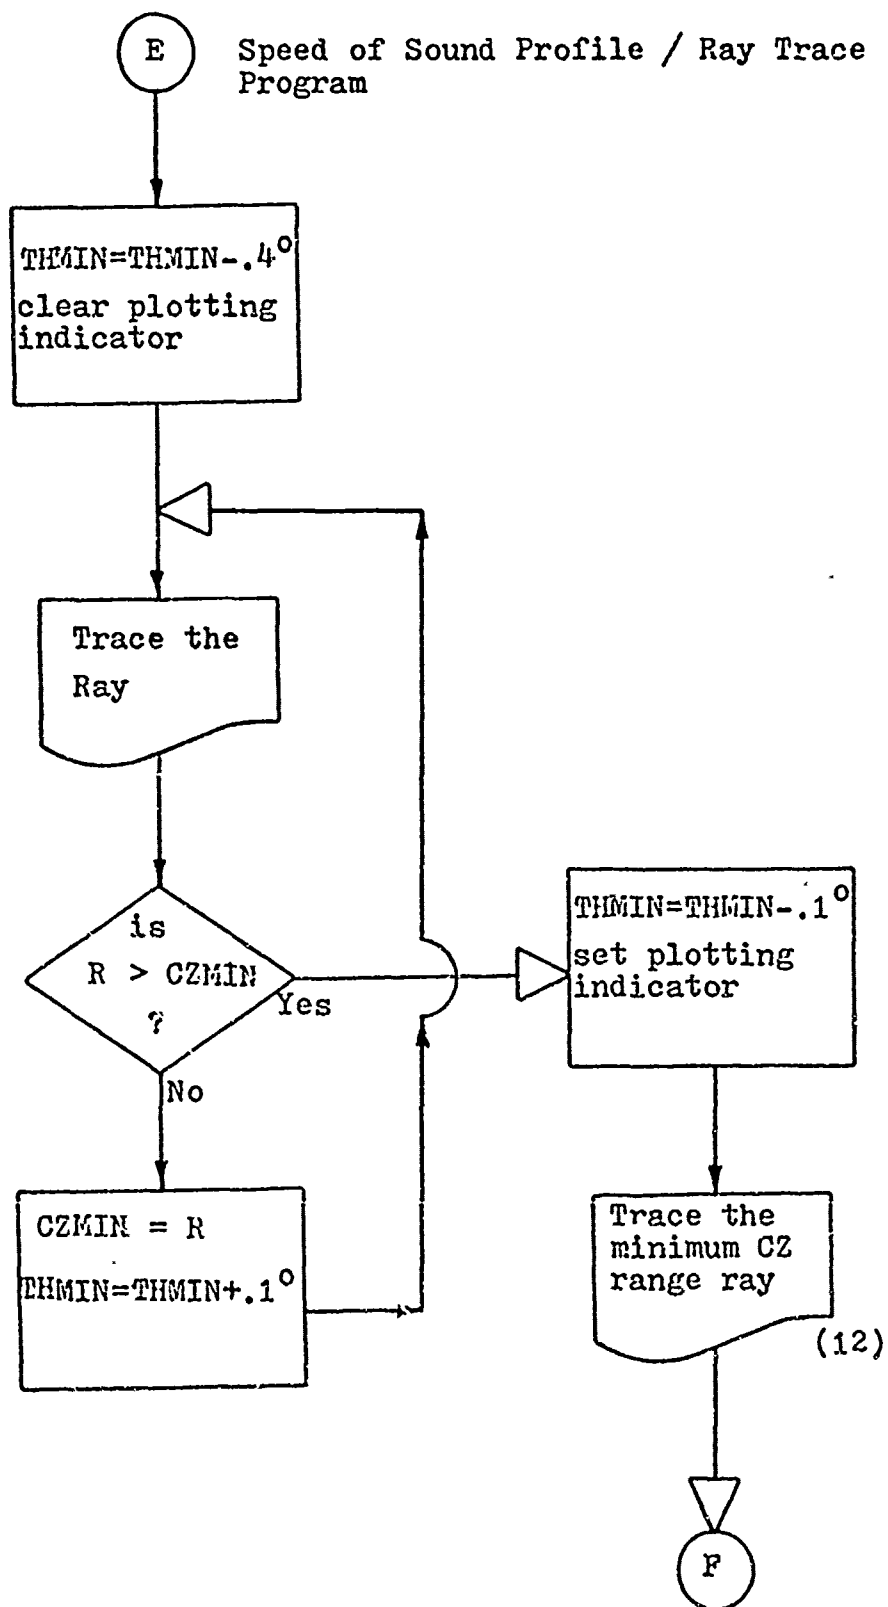 E
Speed of Sound Profile / Ray Trace
Program
THMIN=THMIN-.4°
clear plotting
indicator
Trace the
Ray
is
R > CZMIN
?
Yes
No
CZMIN = R
THMIN=THMIN+.1°
THMIN=THMIN-.1°
set plotting
indicator
Trace the
minimum CZ
range ray
(12)
F